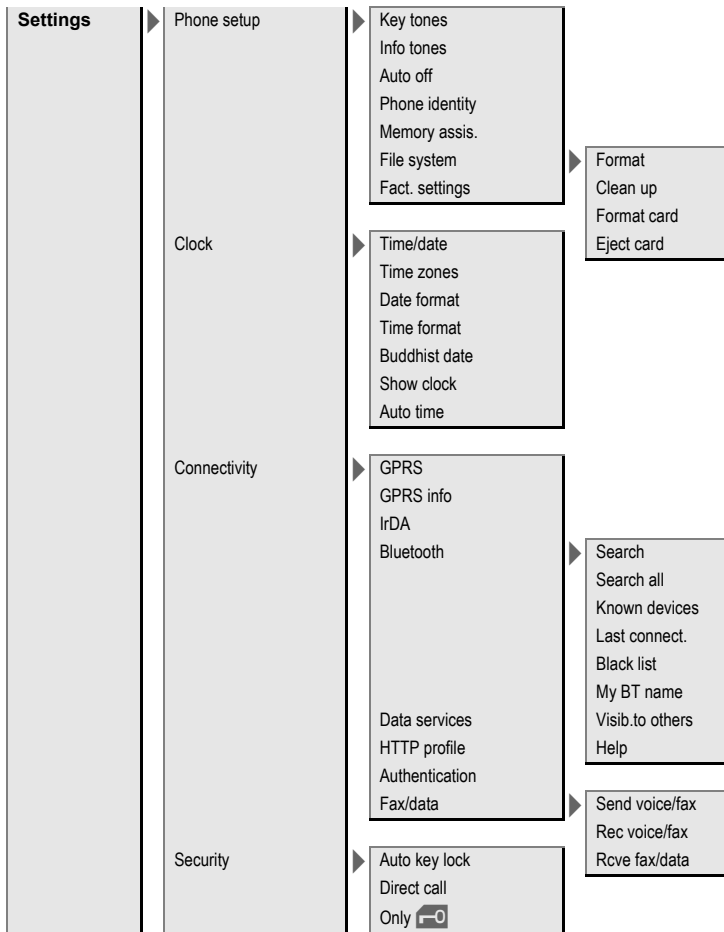 Settings
Phone setup
Key tones
Info tones
Auto off
Phone identity
Memory assis.
File system
Format
Clean up
Format card
Eject card
Fact. settings
Clock
Time/date
Time zones
Date format
Time format
Buddhist date
Show clock
Auto time
Connectivity
GPRS
GPRS info
IrDA
Bluetooth
Search
Search all
Known devices
Last connect.
Black list
My BT name
Visib.to others
Help
Data services
HTTP profile
Authentication
Fax/data
Send voice/fax
Rec voice/fax
Rcve fax/data
Security
Auto key lock
Direct call
Only